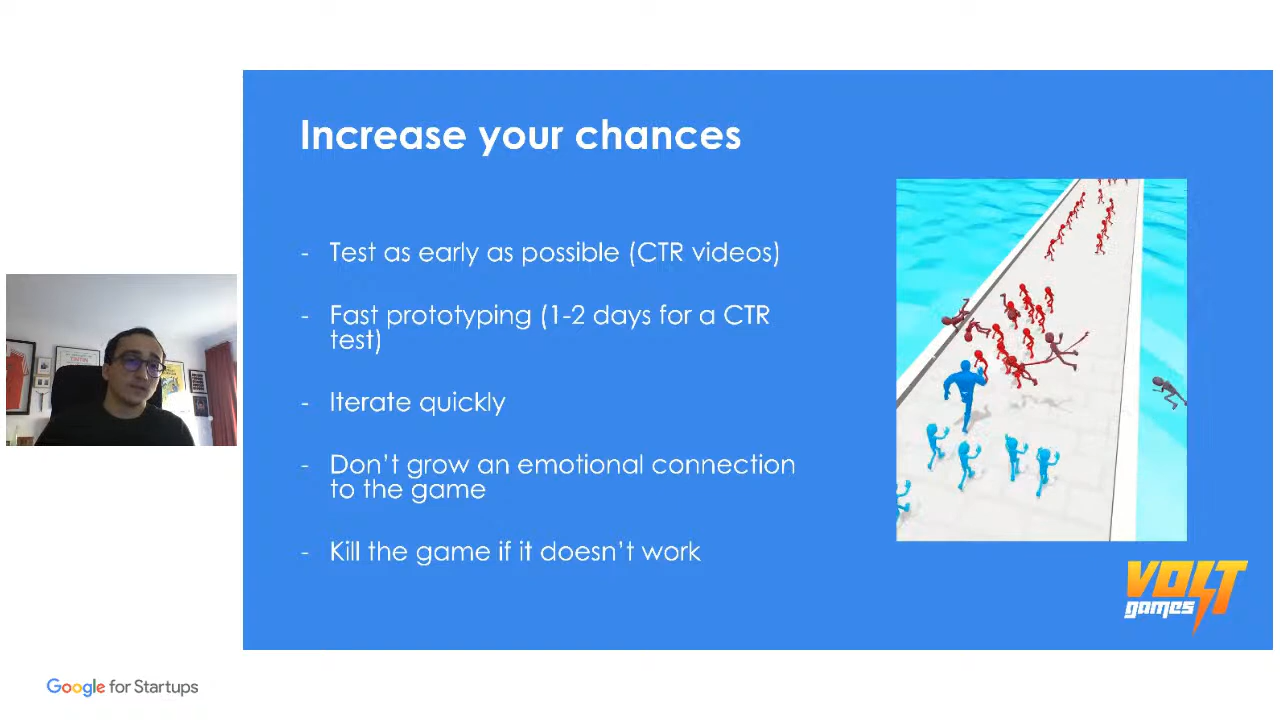 Increase your chances
- Test as early as possible (CTR videos)
- Fast prototyping (1-2 days for a CTR
test)
- Iterate quickly
- Don't grow an emotional connection
to the game
- Kill the game if it doesn't work
VOLT
games
Google for Startups